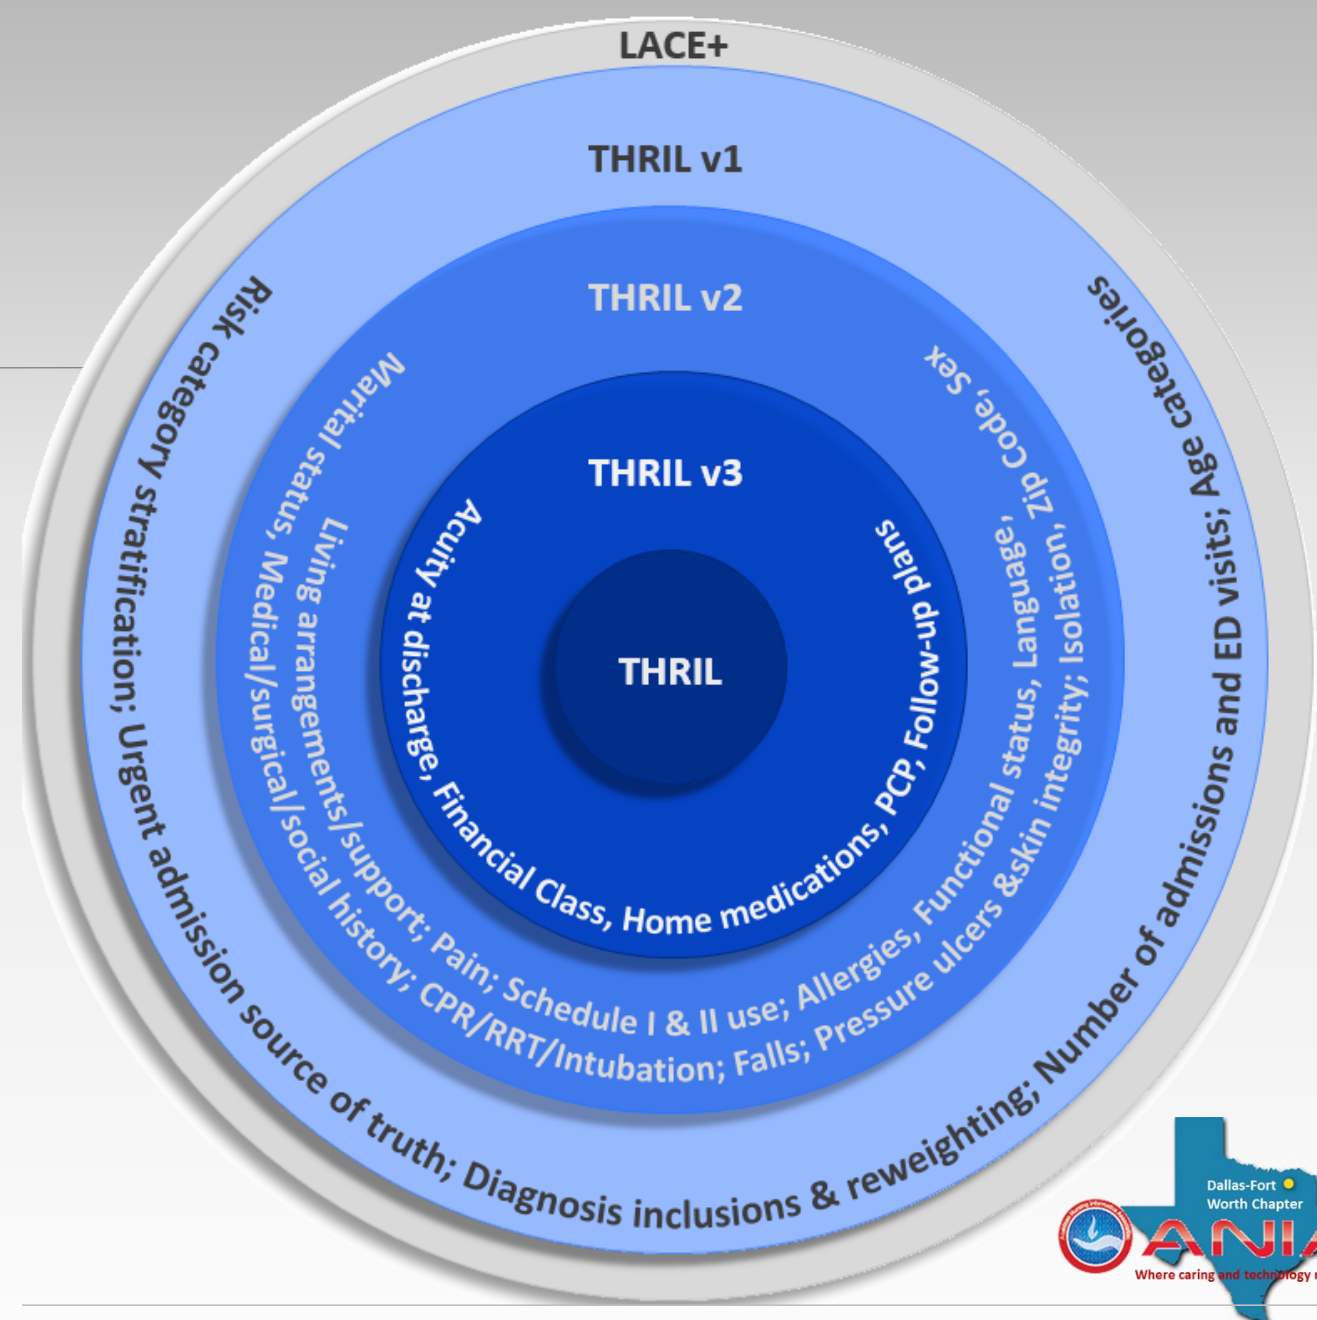 LACE+
THRIL v1
Risk category stratification; Urgent admission source of truth; Diagnosis inclusions & reweighting; Number of admissions and ED visits; Age categories
THRIL v2
Marital status, Medical/surgical/social history; CPR/RRT/Intubation; Falls; Pressure ulcers &skin integrity; Isolation, Zip Code, Sex
Living arrangements/support; Pain; Schedule I & II use; Allergies, Functional status, Language,
THRIL v3
Acuity at discharge, Financial Class, Home medications, PCP, Follow-up plans
THRIL
Dallas-Fort
Worth Chapter
ANIA
Where caring and technology